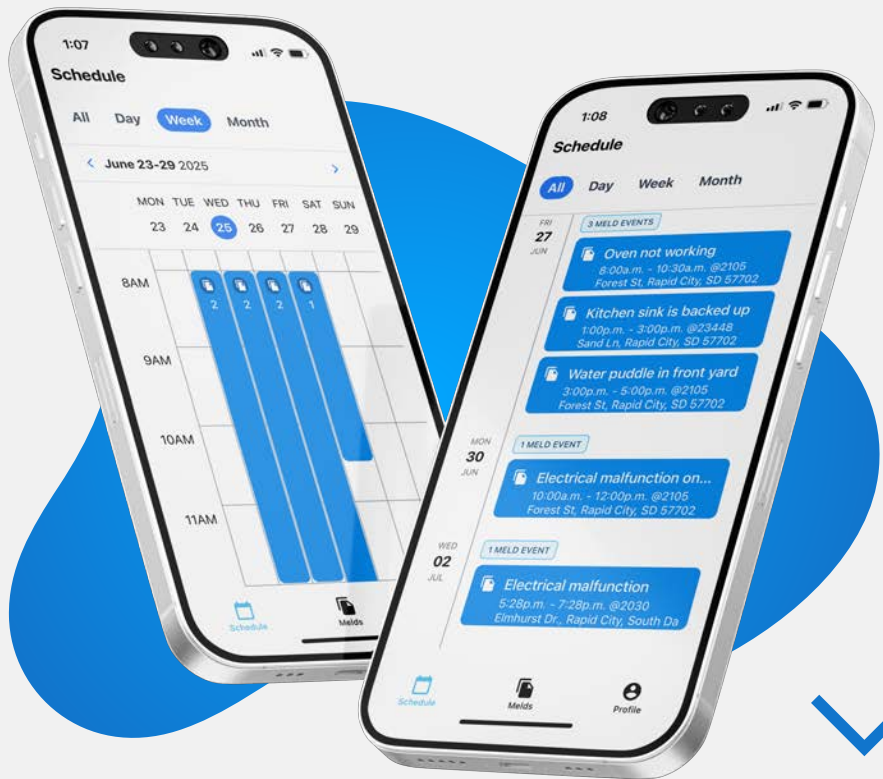 1:07
Schedule
All Day Week Month
< June 23-29 2025 >
MON TUE WED THU FRI SAT SUN
23 24 25 26 27 28 29
8AM
2 2 2 1
9AM
10AM
11AM
Schedule Melds
1:08
Schedule
All Day Week Month
FRI
27
JUN
3 MELD EVENTS
Oven not working
8:00a.m. - 10:30a.m. @2105
Forest St, Rapid City, SD 57702
Kitchen sink is backed up
1:00p.m. - 3:00p.m. @23448
Sand Ln, Rapid City, SD 57702
Water puddle in front yard
3:00p.m. - 5:00p.m. @2105
Forest St, Rapid City, SD 57702
MON
30
JUN
1 MELD EVENT
Electrical malfunction on...
10:00a.m. - 12:00p.m. @2105
Forest St, Rapid City, SD 57702
WED
02
JUL
1 MELD EVENT
Electrical malfunction
5:28p.m. - 7:28p.m. @2030
Elmhurst Dr., Rapid City, South Da
Schedule Melds Profile